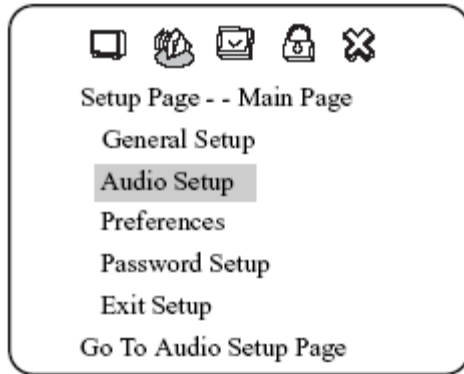 Setup Page - - Main Page
General Setup
Audio Setup
Preferences
Password Setup
Exit Setup
Go To Audio Setup Page